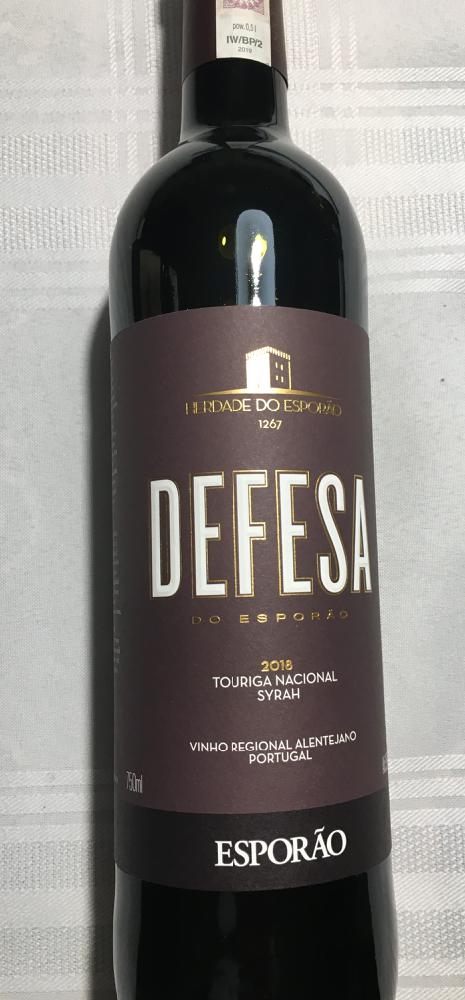 pow. 0,5 l
IW/BP/2
2019
HERDADE DO ESPORÃO
1267
DEFESA
DO ESPORÃO
2018
TOURIGA NACIONAL
SYRAH
VINHO REGIONAL ALENTEJANO
PORTUGAL
750ml
ESPORÃO